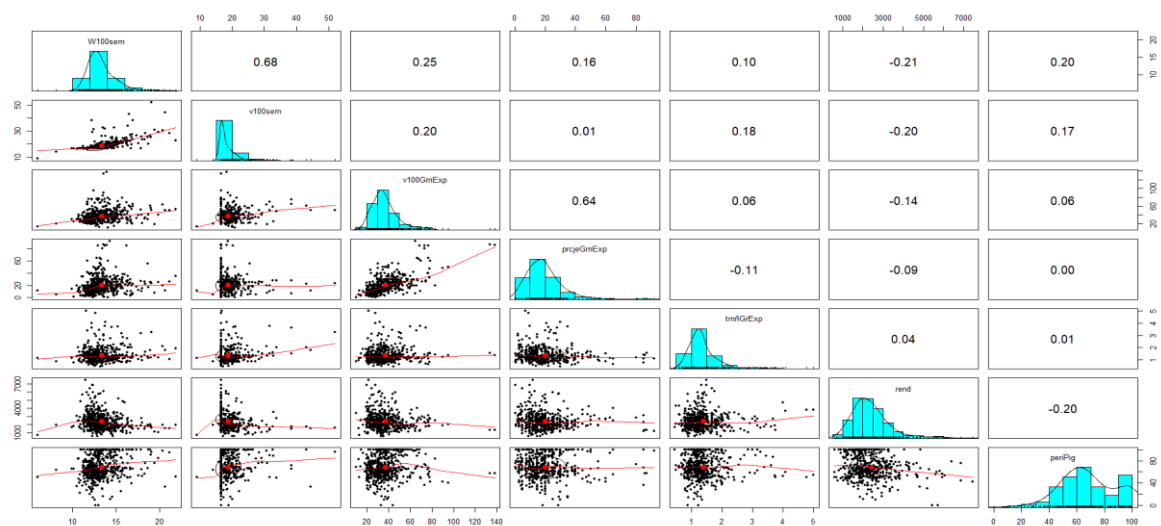 10 20 30 40 50
0 20 40 60 80
1000 3000 5000 7000
W100sem
0.68
0.25
0.16
0.10
-0.21
0.20
10 15 20
10 30 50
v100sem
0.20
0.01
0.18
-0.20
0.17
v100GrnExp
0.64
0.06
-0.14
0.06
20 60 100
0 20 60
prcjeGrnExp
-0.11
-0.09
0.00
tmñGrExp
0.04
0.01
1 2 3 4 5
1000 4000 7000
rend
-0.20
periPig
0 40 80
10 15 20
20 40 60 80 100 120 140
1 2 3 4 5
0 20 40 60 80 100